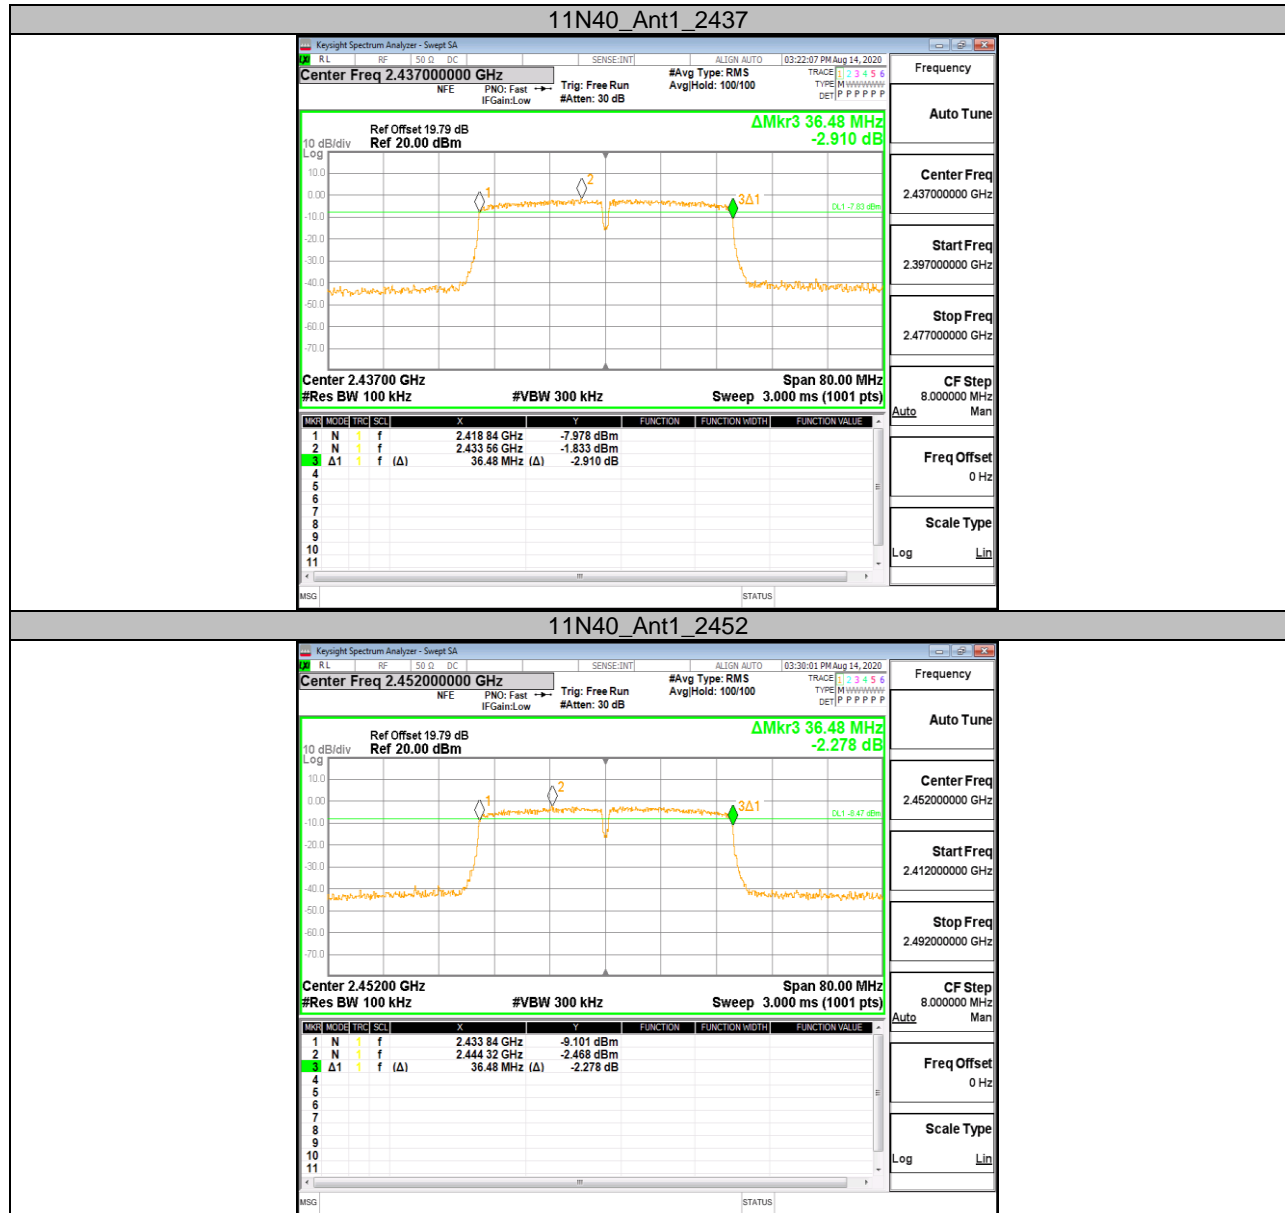 11N40_Ant1_2437
Keysight Spectrum Analyzer - Swept SA
RL RF 50 Ω DC SENSE:INT ALIGN AUTO 03:22:07 PM Aug 14, 2020
Center Freq 2.437000000 GHz
NFE PNO: Fast Trig: Free Run #Avg Type: RMS TRACE 1 2 3 4 5 6
IFGain:Low #Atten: 30 dB Avg|Hold: 100/100 TYPE M WWWWW
DET P P P P P P
Frequency
Auto Tune
Ref Offset 19.79 dB ΔMkr3 36.48 MHz
10 dB/div Ref 20.00 dBm -2.910 dB
Log
10.0
0.00
-10.0
-20.0
-30.0
-40.0
-50.0
-60.0
-70.0
1
2
3Δ1
DL1 -7.83 dBm
Center 2.43700 GHz Span 80.00 MHz
#Res BW 100 kHz #VBW 300 kHz Sweep 3.000 ms (1001 pts)
MKR MODE TRC SCL X Y FUNCTION FUNCTION WIDTH FUNCTION VALUE
1 N 1 f 2.418 84 GHz -7.978 dBm
2 N 1 f 2.433 56 GHz -1.833 dBm
3 Δ1 1 f (Δ) 36.48 MHz (Δ) -2.910 dB
4
5
6
7
8
9
10
11
MSG STATUS
Center Freq
2.437000000 GHz
Start Freq
2.397000000 GHz
Stop Freq
2.477000000 GHz
CF Step
8.000000 MHz
Auto Man
Freq Offset
0 Hz
Scale Type
Log Lin
11N40_Ant1_2452
Keysight Spectrum Analyzer - Swept SA
RL RF 50 Ω DC SENSE:INT ALIGN AUTO 03:30:01 PM Aug 14, 2020
Center Freq 2.452000000 GHz
NFE PNO: Fast Trig: Free Run #Avg Type: RMS TRACE 1 2 3 4 5 6
IFGain:Low #Atten: 30 dB Avg|Hold: 100/100 TYPE M WWWWW
DET P P P P P P
Frequency
Auto Tune
Ref Offset 19.79 dB ΔMkr3 36.48 MHz
10 dB/div Ref 20.00 dBm -2.278 dB
Log
10.0
0.00
-10.0
-20.0
-30.0
-40.0
-50.0
-60.0
-70.0
1
2
3Δ1
DL1 -8.47 dBm
Center 2.45200 GHz Span 80.00 MHz
#Res BW 100 kHz #VBW 300 kHz Sweep 3.000 ms (1001 pts)
MKR MODE TRC SCL X Y FUNCTION FUNCTION WIDTH FUNCTION VALUE
1 N 1 f 2.433 84 GHz -9.101 dBm
2 N 1 f 2.444 32 GHz -2.468 dBm
3 Δ1 1 f (Δ) 36.48 MHz (Δ) -2.278 dB
4
5
6
7
8
9
10
11
MSG STATUS
Center Freq
2.452000000 GHz
Start Freq
2.412000000 GHz
Stop Freq
2.492000000 GHz
CF Step
8.000000 MHz
Auto Man
Freq Offset
0 Hz
Scale Type
Log Lin